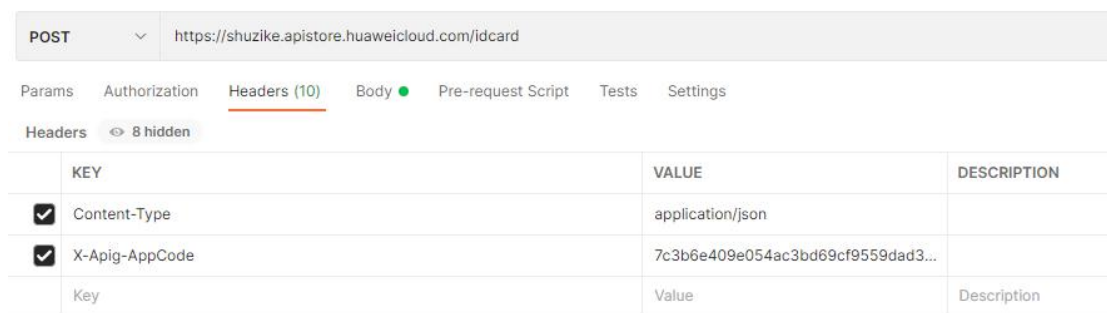 POST https://shuzike.apistore.huaweicloud.com/idcard
Params Authorization Headers (10) Body Pre-request Script Tests Settings
Headers 8 hidden
KEY VALUE DESCRIPTION
Content-Type application/json
X-Apig-AppCode 7c3b6e409e054ac3bd69cf9559dad3...
Key Value Description